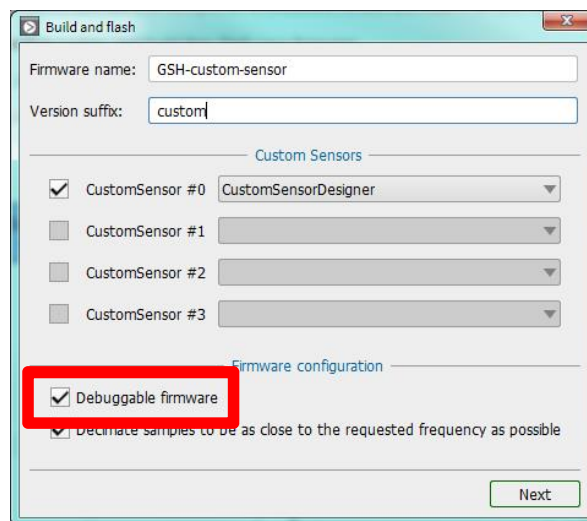 Build and flash
Firmware name: GSH-custom-sensor
Version suffix: custom
Custom Sensors
CustomSensor #0 CustomSensorDesigner
CustomSensor #1
CustomSensor #2
CustomSensor #3
Firmware configuration
Debuggable firmware
Decimate samples to be as close to the requested frequency as possible
Next